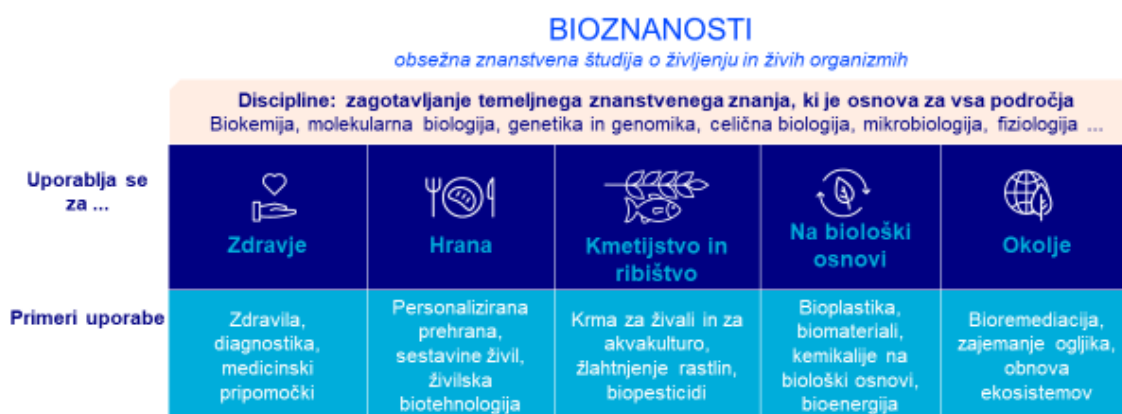 BIOZNANOSTI
obsežna znanstvena študija o življenju in živih organizmih
Discipline: zagotavljanje temeljnega znanstvenega znanja, ki je osnova za vsa področja
Biokemija, molekularna biologija, genetika in genomika, celična biologija, mikrobiologija, fiziologija ...
Uporablja se
za ...
Zdravje
Hrana
Kmetijstvo in
ribištvo
Na biološki
osnovi
Okolje
Primeri uporabe
Zdravila,
diagnostika,
medicinski
pripomočki
Personalizirana
prehrana,
sestavine živil,
živilska
biotehnologija
Krma za živali in za
akvakulturo,
žlahtnjenje rastlin,
biopesticidi
Bioplastika,
biomateriali,
kemikalije na
biološki osnovi,
bioenergija
Bioremediacija,
zajemanje ogljika,
obnova
ekosistemov